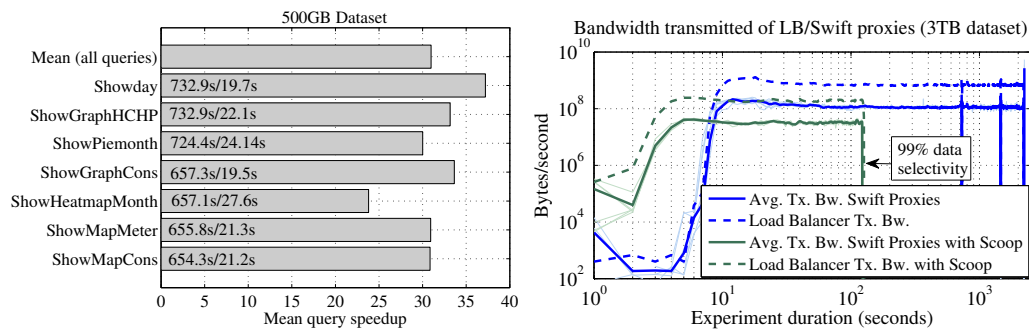 500GB Dataset
Mean (all queries)
Showday
732.9s/19.7s
ShowGraphHCHP
732.9s/22.1s
ShowPiemonth
724.4s/24.14s
ShowGraphCons
657.3s/19.5s
ShowHeatmapMonth
657.1s/27.6s
ShowMapMeter
655.8s/21.3s
ShowMapCons
654.3s/21.2s
0 5 10 15 20 25 30 35 40
Mean query speedup
Bandwidth transmitted of LB/Swift proxies (3TB dataset)
Bytes/second
10^10
10^8
10^6
10^4
10^2
99% data
selectivity
Avg. Tx. Bw. Swift Proxies
Load Balancer Tx. Bw.
Avg. Tx. Bw. Swift Proxies with Scoop
Load Balancer Tx. Bw. with Scoop
10^0 10^1 10^2 10^3
Experiment duration (seconds)